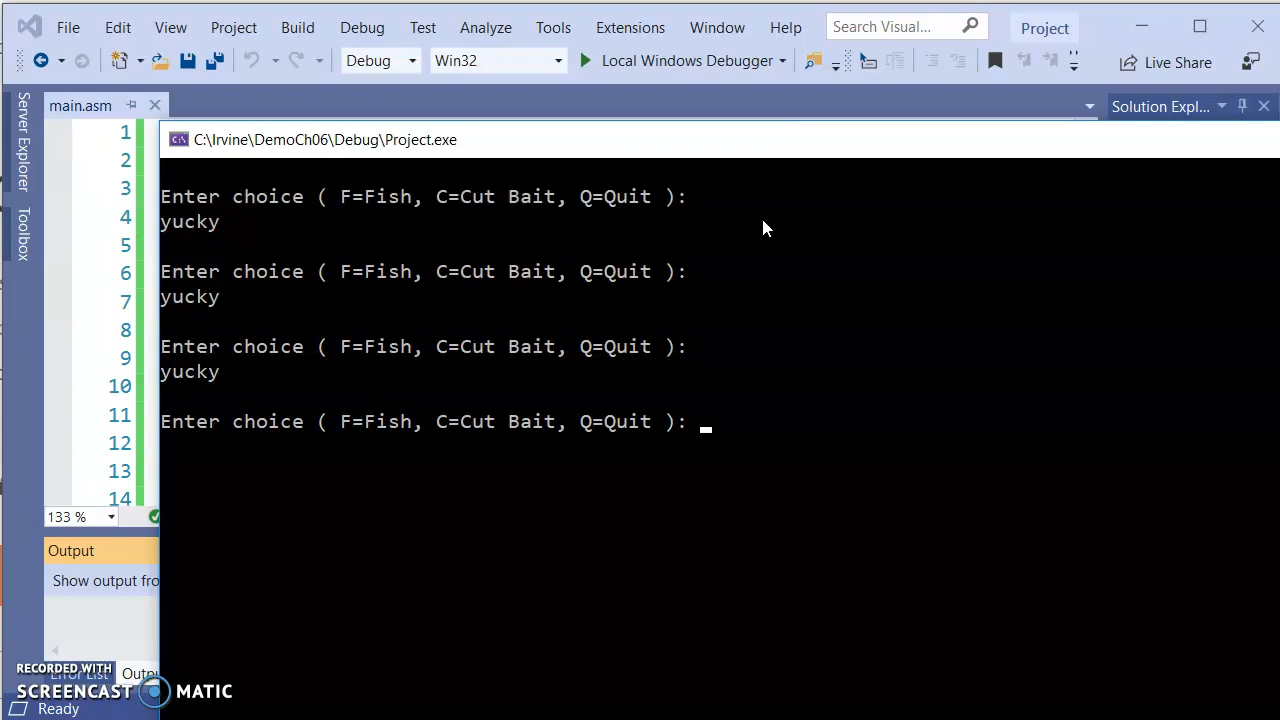 File Edit View Project Build Debug Test Analyze Tools Extensions Window Help Search Visual... Project
Debug Win32 Local Windows Debugger Live Share
Server Explorer
Toolbox
main.asm Solution Expl...
1
2
3
4
5
6
7
8
9
10
11
12
13
14
C:\Irvine\DemoCh06\Debug\Project.exe
Enter choice ( F=Fish, C=Cut Bait, Q=Quit ):
yucky
Enter choice ( F=Fish, C=Cut Bait, Q=Quit ):
yucky
Enter choice ( F=Fish, C=Cut Bait, Q=Quit ):
yucky
Enter choice ( F=Fish, C=Cut Bait, Q=Quit ):
133 %
Output
Show output fro
Error List Outpu
RECORDED WITH
SCREENCAST MATIC
Ready